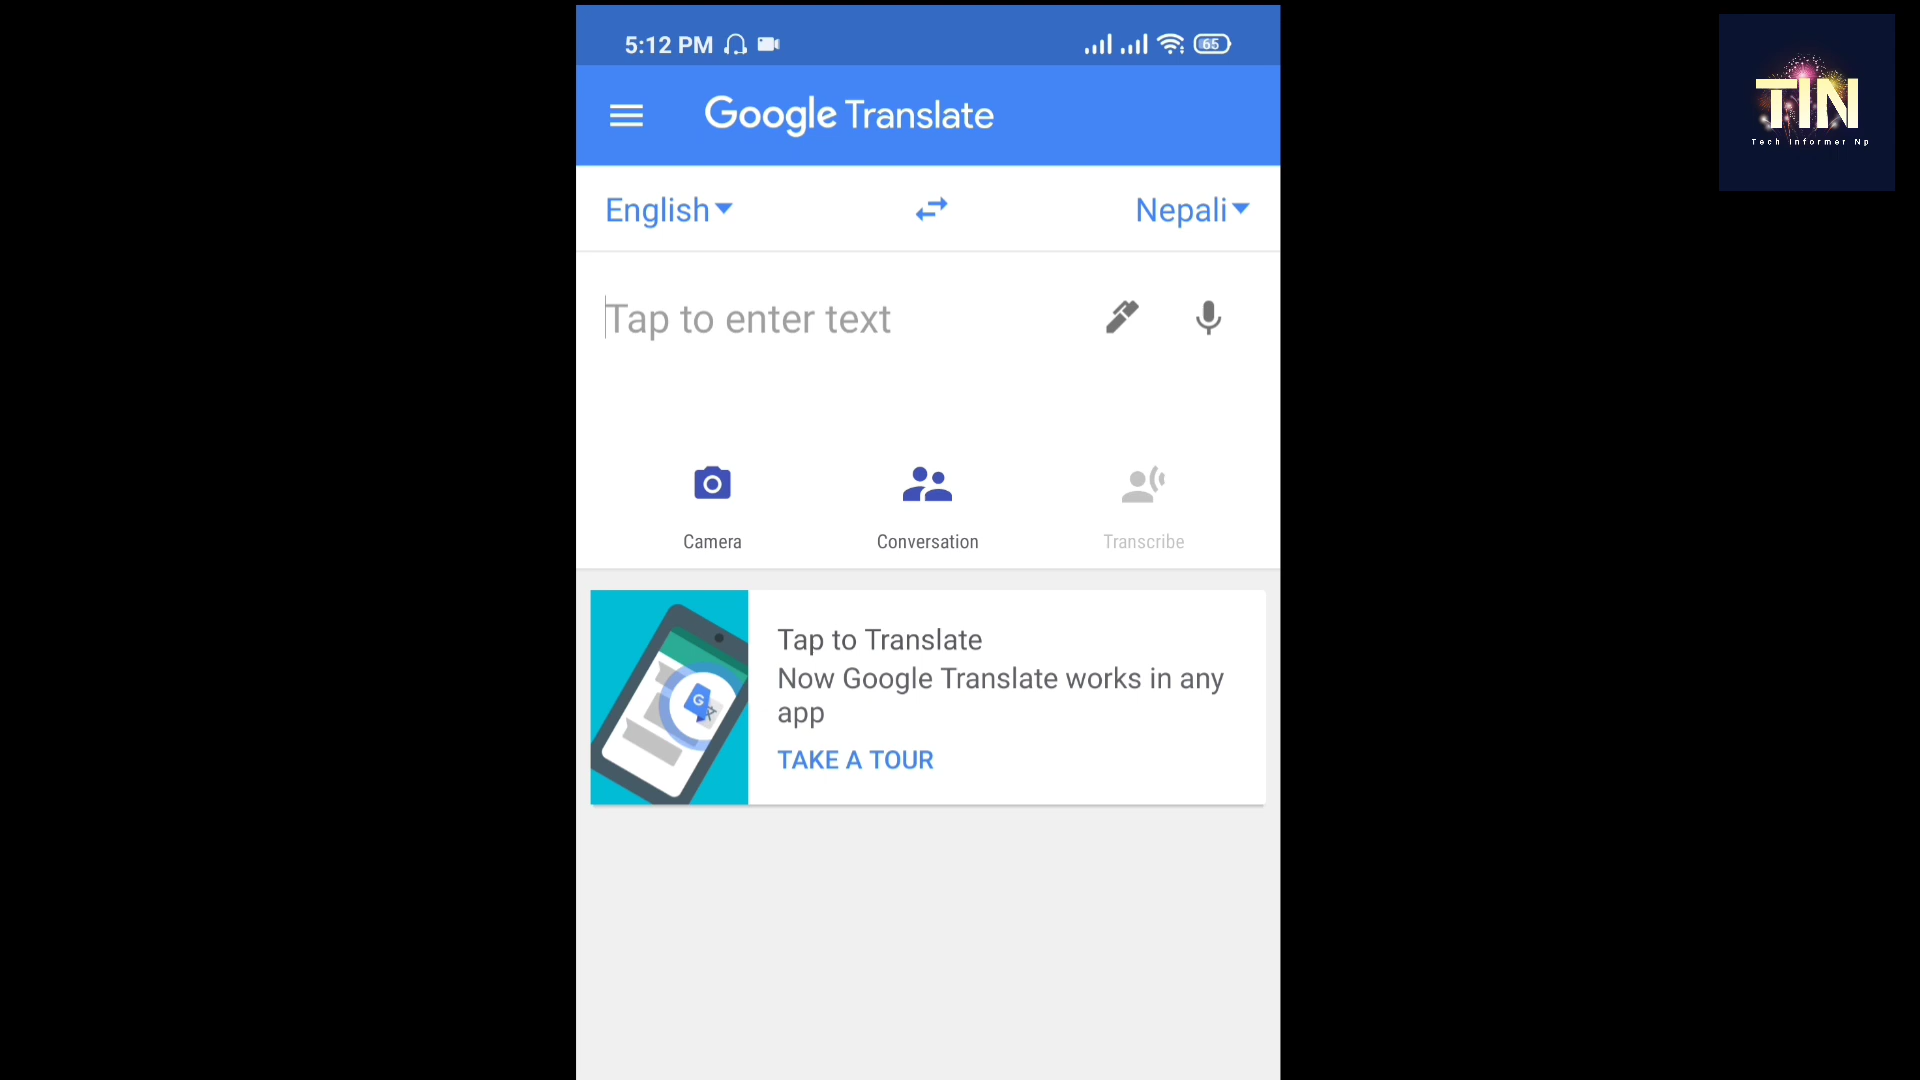 5:12 PM 65
TIN
Tech Informer Np
Google Translate
English Nepali
Tap to enter text
Camera Conversation Transcribe
Tap to Translate
Now Google Translate works in any
app
TAKE A TOUR
G